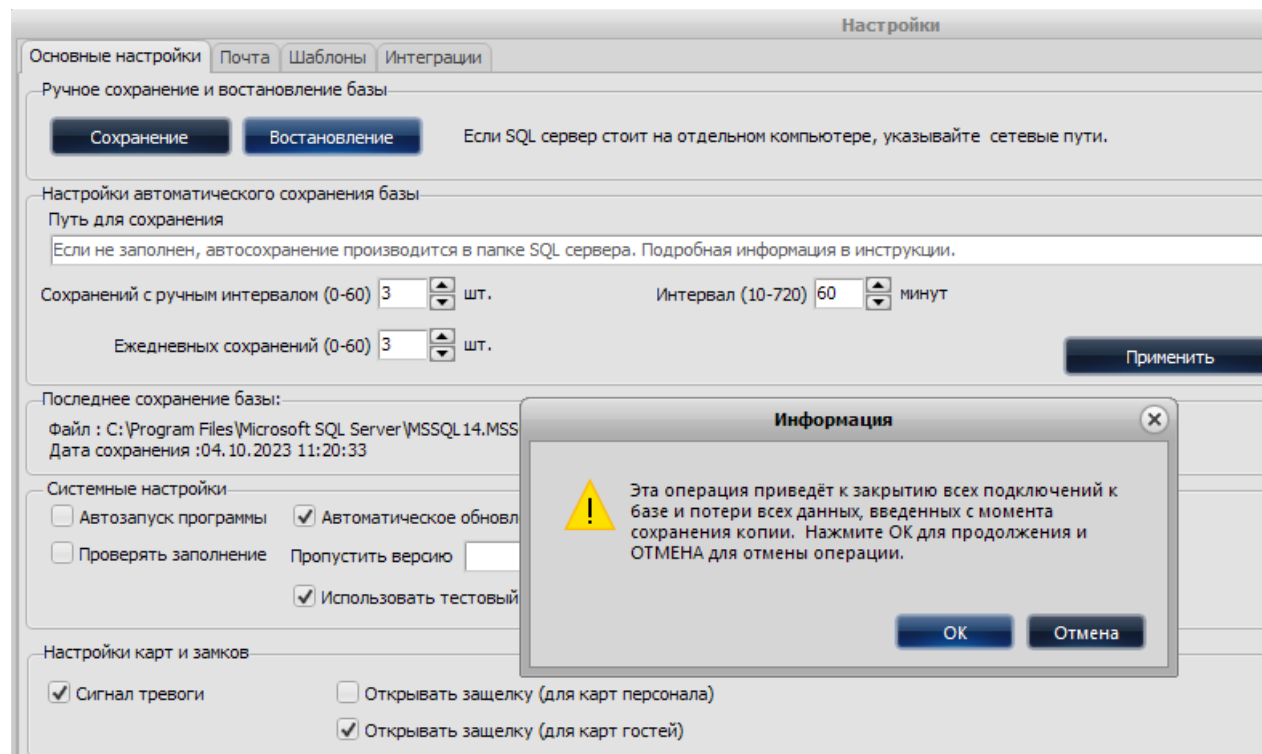 Настройки
Основные настройки Почта Шаблоны Интеграции
Ручное сохранение и востановление базы
Сохранение Востановление Если SQL сервер стоит на отдельном компьютере, указывайте сетевые пути.
Настройки автоматического сохранения базы
Путь для сохранения
Если не заполнен, автосохранение производится в папке SQL сервера. Подробная информация в инструкции.
Сохранений с ручным интервалом (0-60) 3 шт. Интервал (10-720) 60 минут
Ежедневных сохранений (0-60) 3 шт.
Применить
Последнее сохранение базы:
Файл : C:\Program Files\Microsoft SQL Server\MSSQL14.MSS
Дата сохранения :04.10.2023 11:20:33
Системные настройки
Автозапуск программы Автоматическое обновл
Проверять заполнение Пропустить версию
Использовать тестовый
Информация
Эта операция приведёт к закрытию всех подключений к
базе и потери всех данных, введенных с момента
сохранения копии. Нажмите ОК для продолжения и
ОТМЕНА для отмены операции.
ОК Отмена
Настройки карт и замков
Сигнал тревоги Открывать защелку (для карт персонала)
Открывать защелку (для карт гостей)